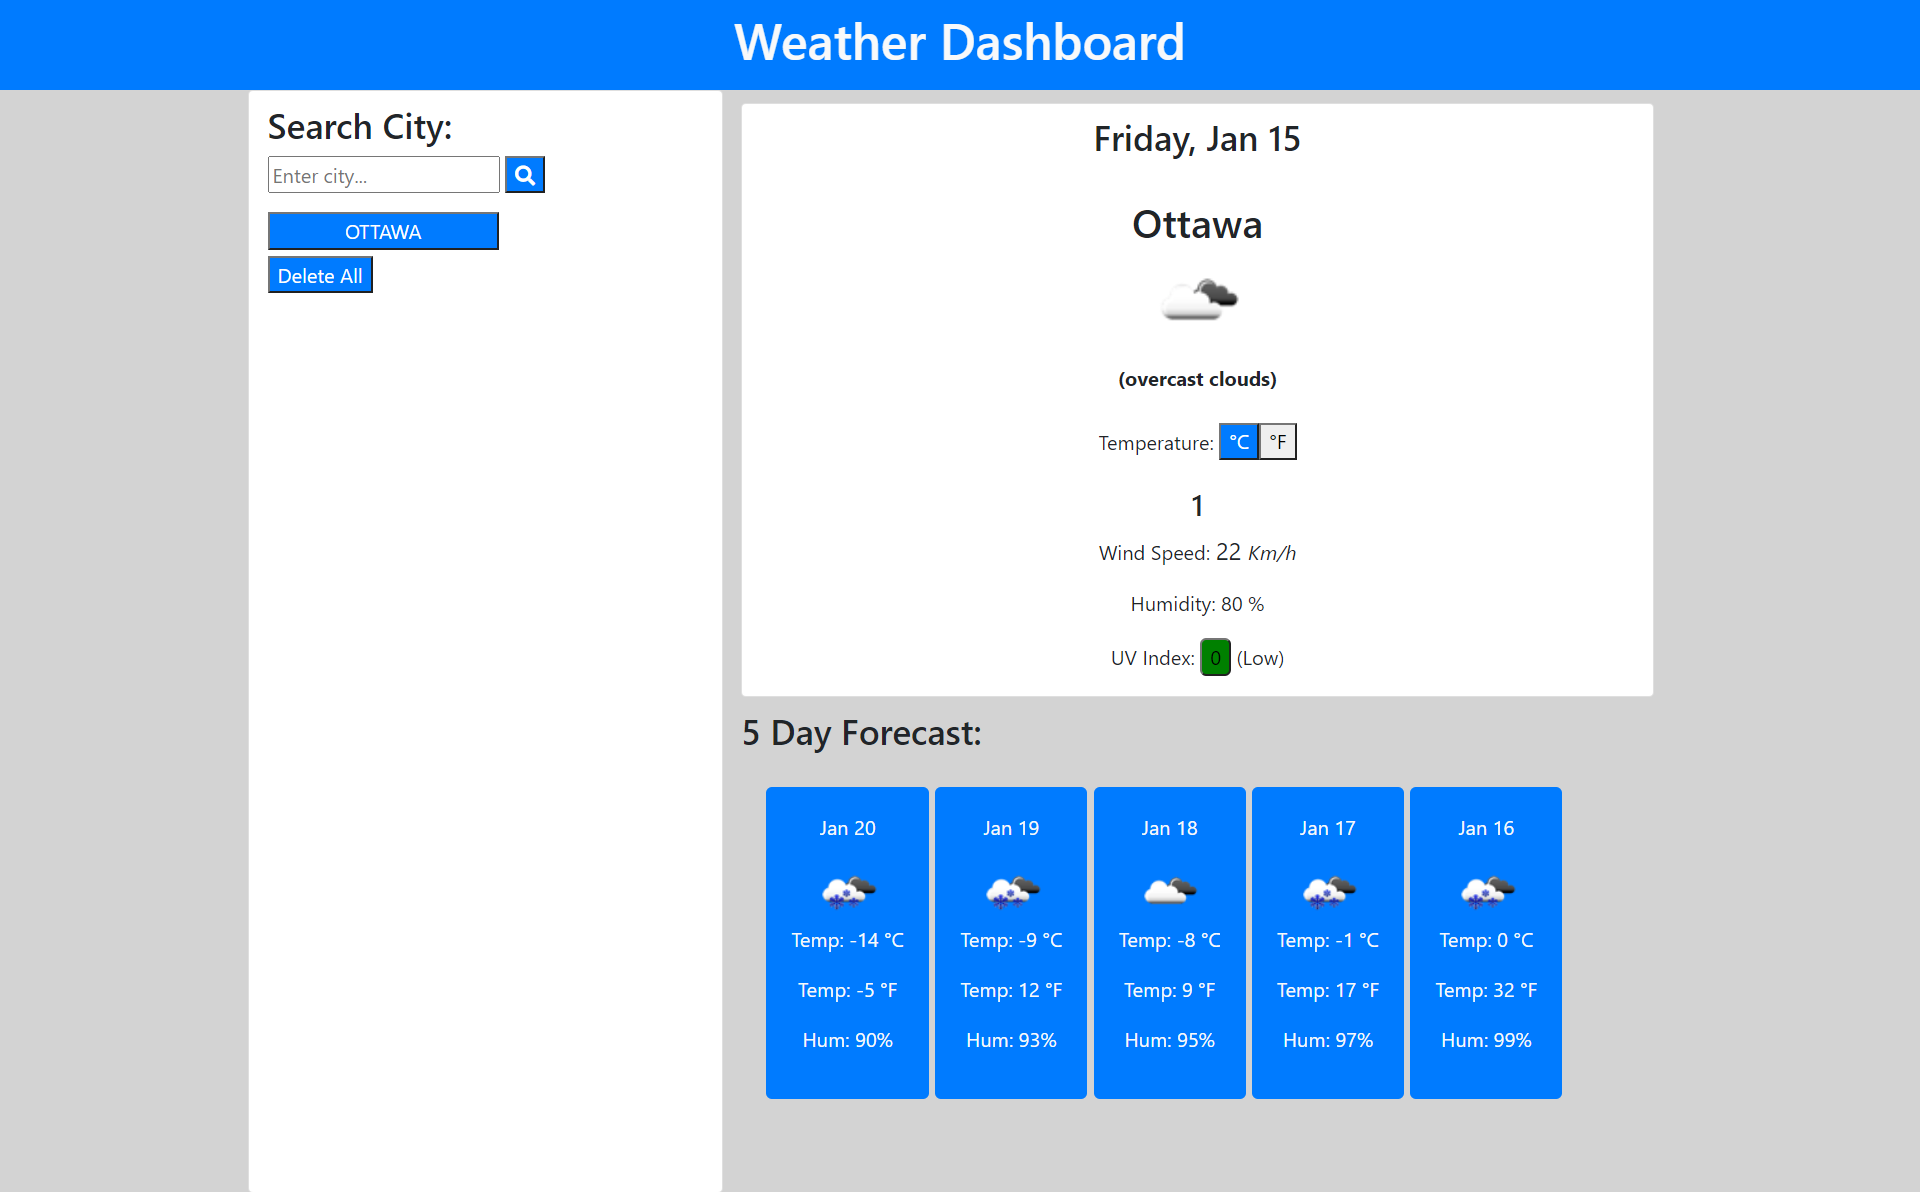 Weather Dashboard
Search City:
Enter city...
OTTAWA
Delete All
Friday, Jan 15
Ottawa
(overcast clouds)
Temperature: °C °F
1
Wind Speed: 22 Km/h
Humidity: 80 %
UV Index: 0 (Low)
5 Day Forecast:
Jan 20
Temp: -14 °C
Temp: -5 °F
Hum: 90%
Jan 19
Temp: -9 °C
Temp: 12 °F
Hum: 93%
Jan 18
Temp: -8 °C
Temp: 9 °F
Hum: 95%
Jan 17
Temp: -1 °C
Temp: 17 °F
Hum: 97%
Jan 16
Temp: 0 °C
Temp: 32 °F
Hum: 99%